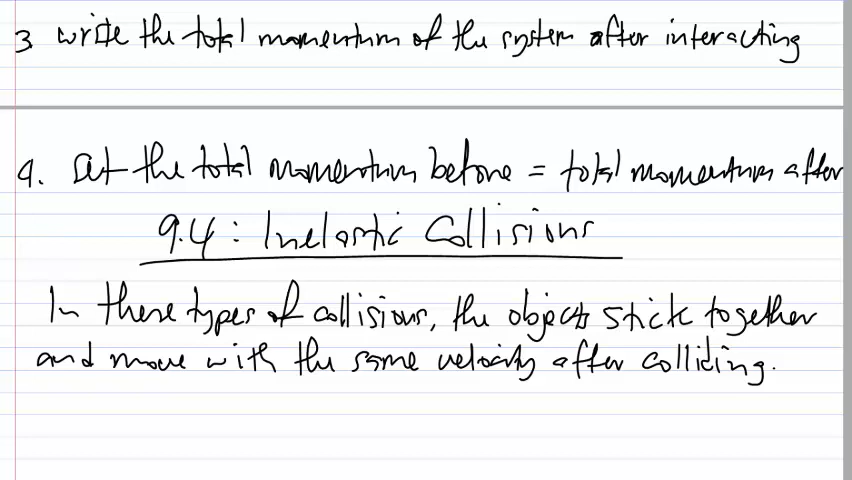 3 write the total momentum of the system after interacting
4. Set the total momentum before = total momentum after
9.4 : Inelastic Collisions
In these types of collisions, the objects stick together
and move with the same velocity after colliding.